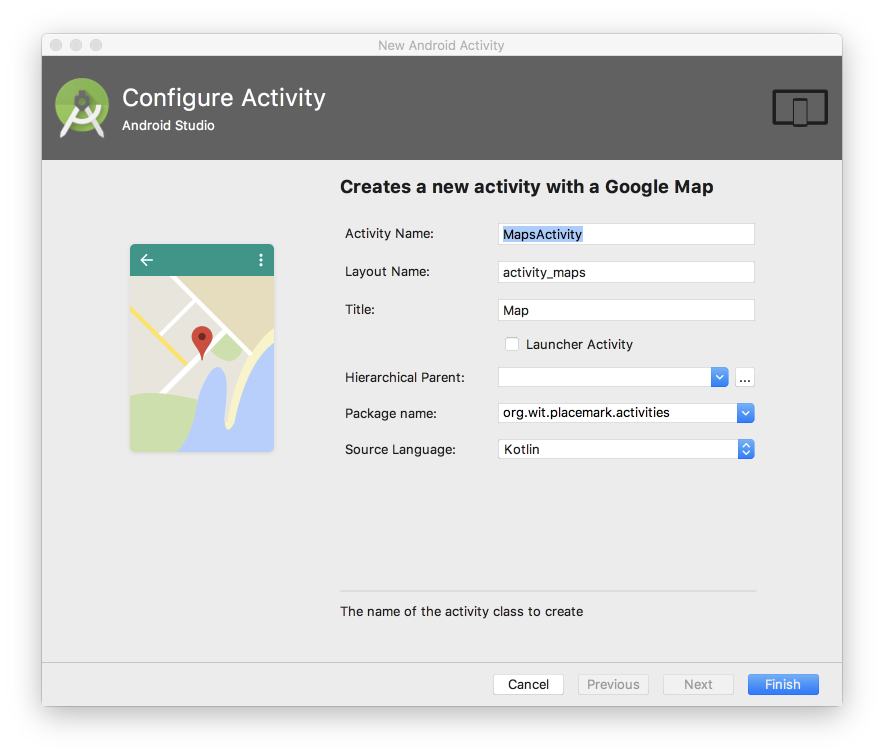 New Android Activity
Configure Activity
Android Studio
Creates a new activity with a Google Map
Activity Name: MapsActivity
Layout Name: activity_maps
Title: Map
Launcher Activity
Hierarchical Parent: ...
Package name: org.wit.placemark.activities
Source Language: Kotlin
The name of the activity class to create
Cancel Previous Next Finish